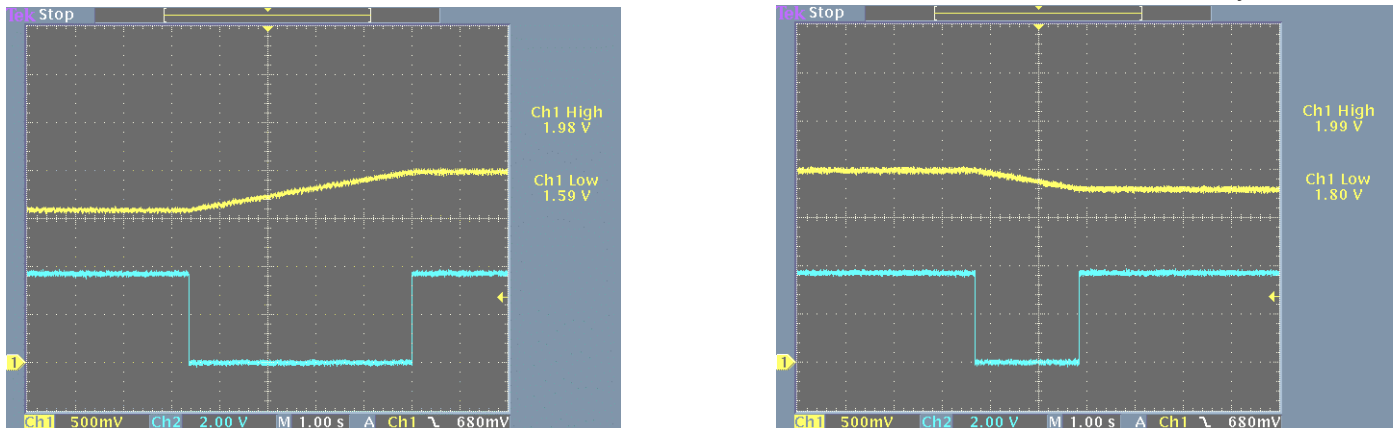 Tek Stop
Ch1 High
1.98 V
Ch1 Low
1.59 V
1
Ch1 500mV Ch2 2.00 V M 1.00 s A Ch1 680mV
Tek Stop
Ch1 High
1.99 V
Ch1 Low
1.80 V
1
Ch1 500mV Ch2 2.00 V M 1.00 s A Ch1 680mV